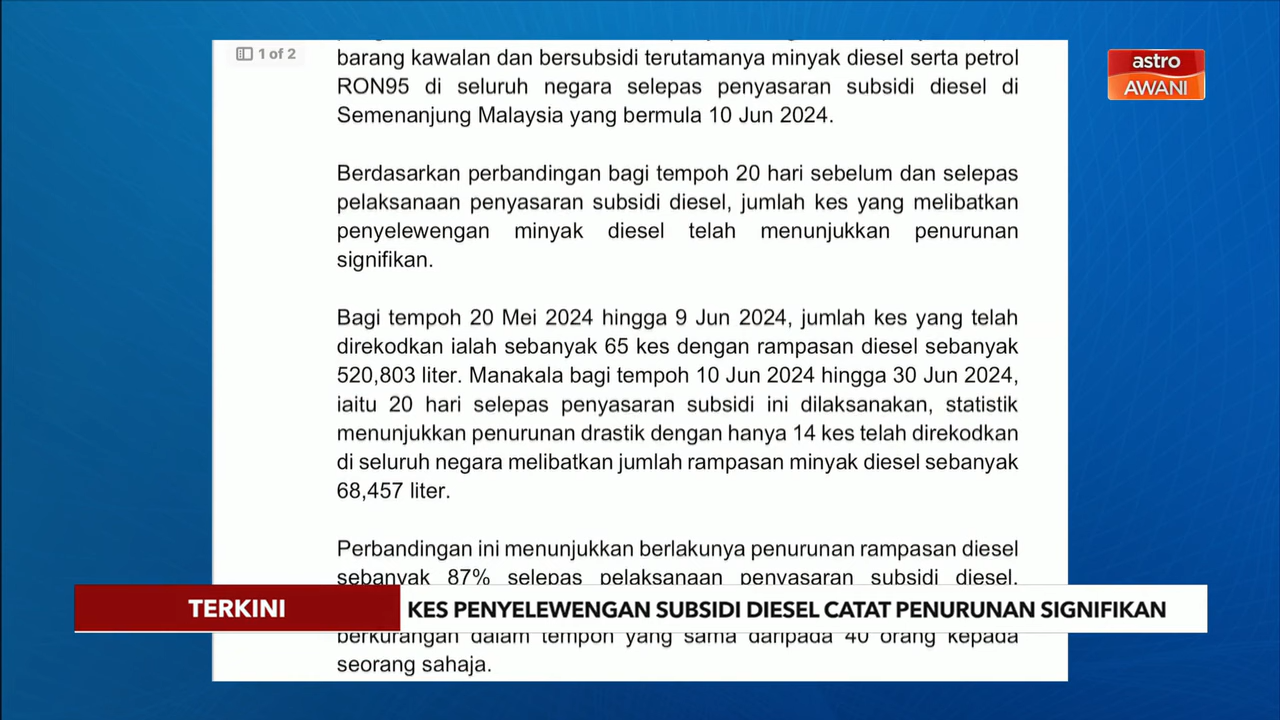 1 of 2
astro
AWANI
barang kawalan dan bersubsidi terutamanya minyak diesel serta petrol
RON95 di seluruh negara selepas penyasaran subsidi diesel di
Semenanjung Malaysia yang bermula 10 Jun 2024.
Berdasarkan perbandingan bagi tempoh 20 hari sebelum dan selepas
pelaksanaan penyasaran subsidi diesel, jumlah kes yang melibatkan
penyelewengan minyak diesel telah menunjukkan penurunan
signifikan.
Bagi tempoh 20 Mei 2024 hingga 9 Jun 2024, jumlah kes yang telah
direkodkan ialah sebanyak 65 kes dengan rampasan diesel sebanyak
520,803 liter. Manakala bagi tempoh 10 Jun 2024 hingga 30 Jun 2024,
iaitu 20 hari selepas penyasaran subsidi ini dilaksanakan, statistik
menunjukkan penurunan drastik dengan hanya 14 kes telah direkodkan
di seluruh negara melibatkan jumlah rampasan minyak diesel sebanyak
68,457 liter.
Perbandingan ini menunjukkan berlakunya penurunan rampasan diesel
sebanyak 87% selepas pelaksanaan penyasaran subsidi diesel.
TERKINI
KES PENYELEWENGAN SUBSIDI DIESEL CATAT PENURUNAN SIGNIFIKAN
berkurangan dalam tempoh yang sama daripada 40 orang kepada
seorang sahaja.